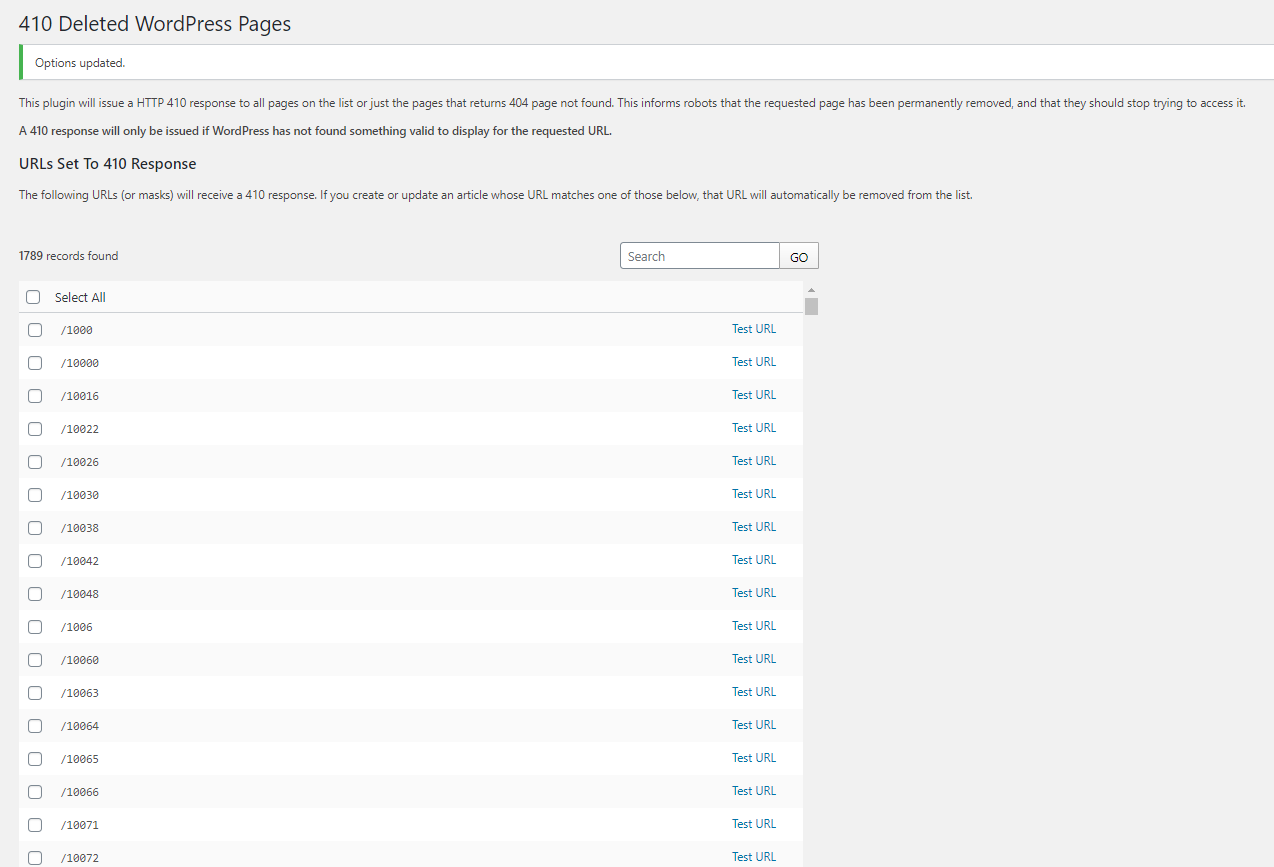 410 Deleted WordPress Pages
Options updated.
This plugin will issue a HTTP 410 response to all pages on the list or just the pages that returns 404 page not found. This informs robots that the requested page has been permanently removed, and that they should stop trying to access it.
A 410 response will only be issued if WordPress has not found something valid to display for the requested URL.
URLs Set To 410 Response
The following URLs (or masks) will receive a 410 response. If you create or update an article whose URL matches one of those below, that URL will automatically be removed from the list.
1789 records found Search GO
Select All
/1000 Test URL
/10000 Test URL
/10016 Test URL
/10022 Test URL
/10026 Test URL
/10030 Test URL
/10038 Test URL
/10042 Test URL
/10048 Test URL
/1006 Test URL
/10060 Test URL
/10063 Test URL
/10064 Test URL
/10065 Test URL
/10066 Test URL
/10071 Test URL
/10072 Test URL